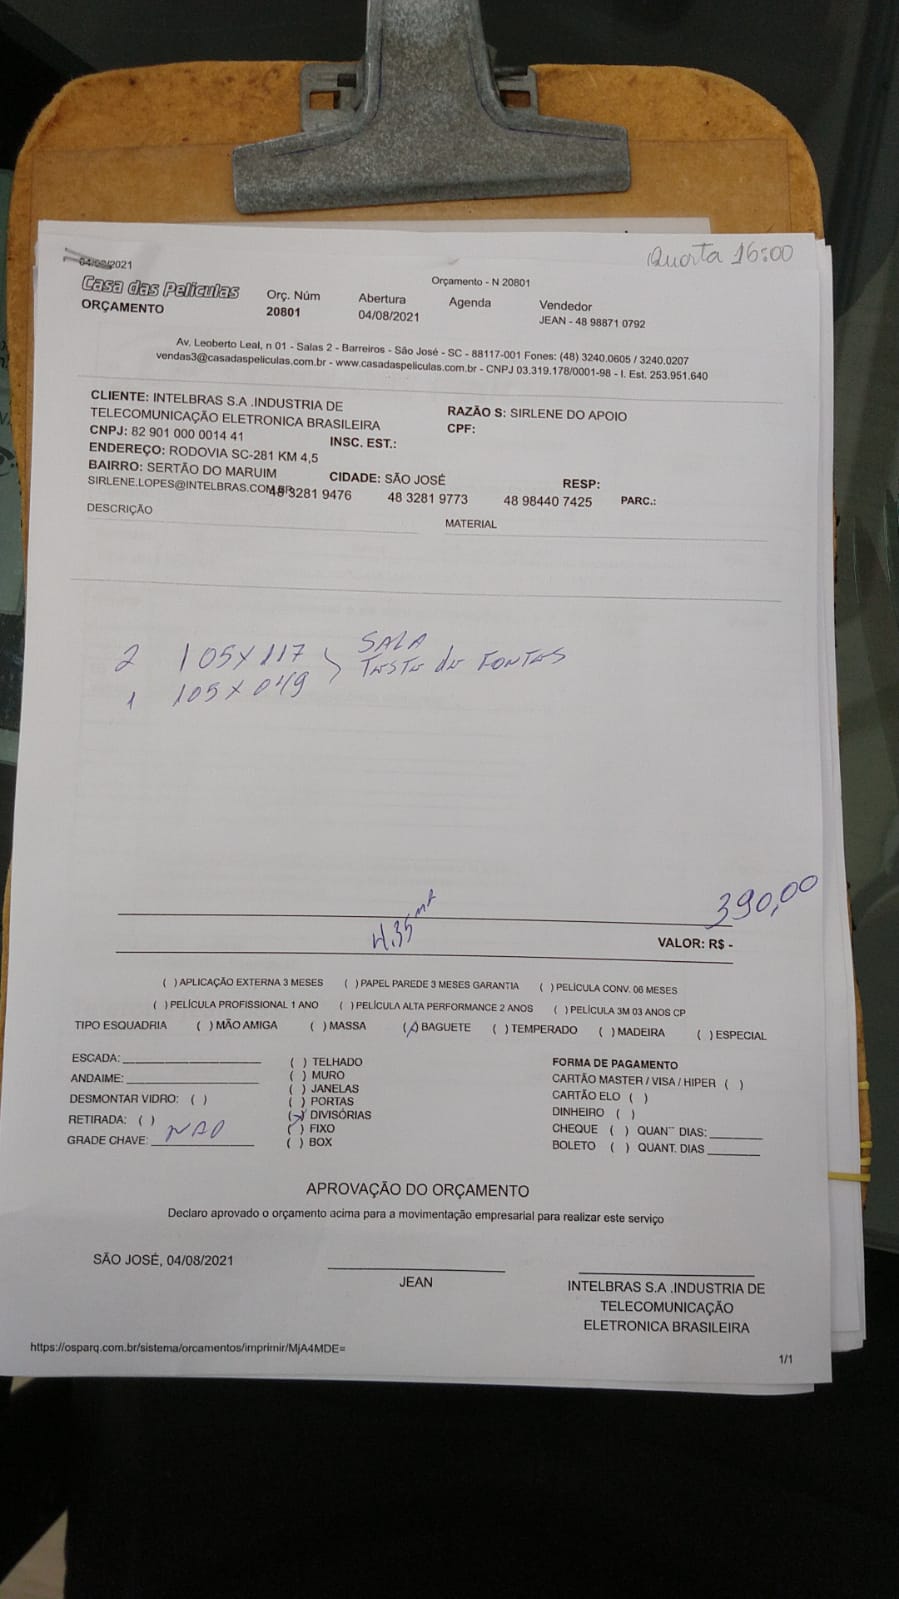 Quarta 16:00
04/08/2021
Orçamento - N 20801
Casa das Peliculas
ORÇAMENTO
Orç. Núm
20801
Abertura
04/08/2021
Agenda
Vendedor
JEAN - 48 98871 0792
Av. Leoberto Leal, n 01 - Salas 2 - Barreiros - São José - SC - 88117-001 Fones: (48) 3240.0605 / 3240.0207
vendas3@casadaspeliculas.com.br - www.casadaspeliculas.com.br - CNPJ 03.319.178/0001-98 - I. Est. 253.951.640
CLIENTE: INTELBRAS S.A .INDUSTRIA DE
TELECOMUNICAÇÃO ELETRONICA BRASILEIRA
RAZÃO S: SIRLENE DO APOIO
CNPJ: 82 901 000 0014 41 INSC. EST.: CPF:
ENDEREÇO: RODOVIA SC-281 KM 4,5
BAIRRO: SERTÃO DO MARUIM CIDADE: SÃO JOSÉ RESP:
SIRLENE.LOPES@INTELBRAS.COM.BR 48 3281 9476 48 3281 9773 48 98440 7425 PARC.:
DESCRIÇÃO MATERIAL
2 105X117 SALA
1 105X049 TESTE de FONTES
390,00
4.35 mt
VALOR: R$ -
( ) APLICAÇÃO EXTERNA 3 MESES ( ) PAPEL PAREDE 3 MESES GARANTIA ( ) PELÍCULA CONV. 06 MESES
( ) PELÍCULA PROFISSIONAL 1 ANO ( ) PELÍCULA ALTA PERFORMANCE 2 ANOS ( ) PELÍCULA 3M 03 ANOS CP
TIPO ESQUADRIA ( ) MÃO AMIGA ( ) MASSA (/) BAGUETE ( ) TEMPERADO ( ) MADEIRA ( ) ESPECIAL
ESCADA:
ANDAIME:
DESMONTAR VIDRO: ( )
RETIRADA: ( )
GRADE CHAVE: NAO
( ) TELHADO
( ) MURO
( ) JANELAS
( ) PORTAS
(x) DIVISÓRIAS
( ) FIXO
( ) BOX
FORMA DE PAGAMENTO
CARTÃO MASTER / VISA / HIPER ( )
CARTÃO ELO ( )
DINHEIRO ( )
CHEQUE ( ) QUAN DIAS:
BOLETO ( ) QUANT. DIAS
APROVAÇÃO DO ORÇAMENTO
Declaro aprovado o orçamento acima para a movimentação empresarial para realizar este serviço
SÃO JOSÉ, 04/08/2021
JEAN
INTELBRAS S.A .INDUSTRIA DE
TELECOMUNICAÇÃO
ELETRONICA BRASILEIRA
https://osparq.com.br/sistema/orcamentos/imprimir/MjA4MDE=
1/1